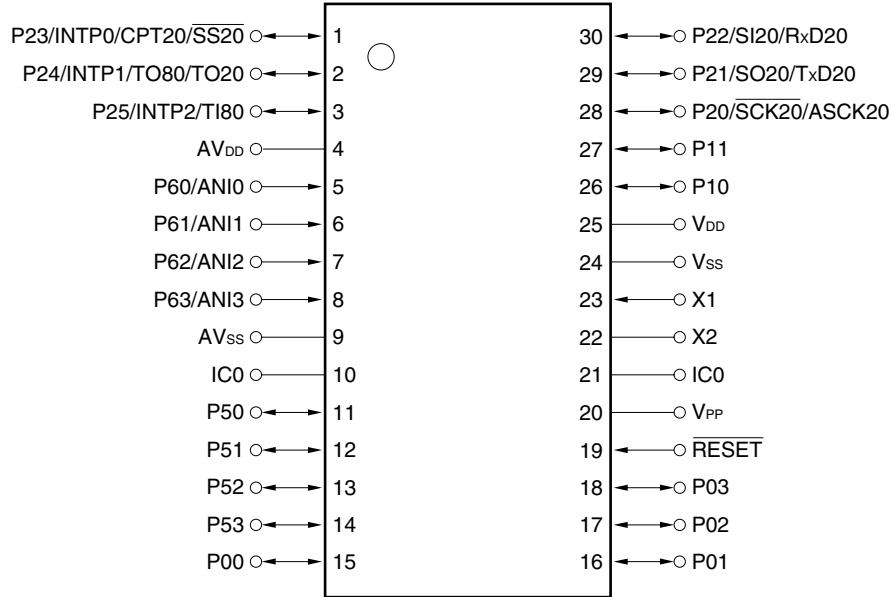 P23/INTP0/CPT20/SS20 1 30 P22/SI20/RxD20
P24/INTP1/TO80/TO20 2 29 P21/SO20/TxD20
P25/INTP2/TI80 3 28 P20/SCK20/ASCK20
AVDD 4 27 P11
P60/ANI0 5 26 P10
P61/ANI1 6 25 VDD
P62/ANI2 7 24 VSS
P63/ANI3 8 23 X1
AVSS 9 22 X2
IC0 10 21 IC0
P50 11 20 VPP
P51 12 19 RESET
P52 13 18 P03
P53 14 17 P02
P00 15 16 P01